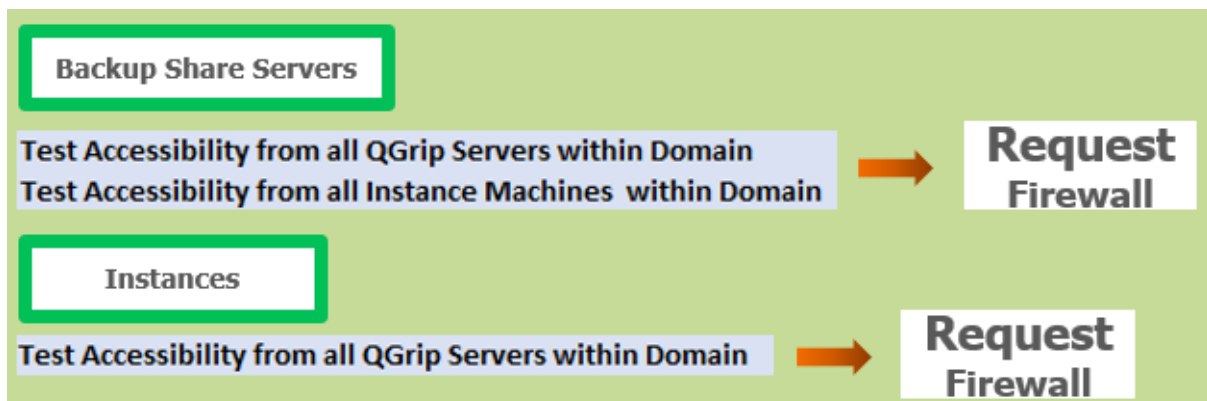 Backup Share Servers
Test Accessibility from all QGrip Servers within Domain
Test Accessibility from all Instance Machines within Domain
Request
Firewall
Instances
Test Accessibility from all QGrip Servers within Domain
Request
Firewall